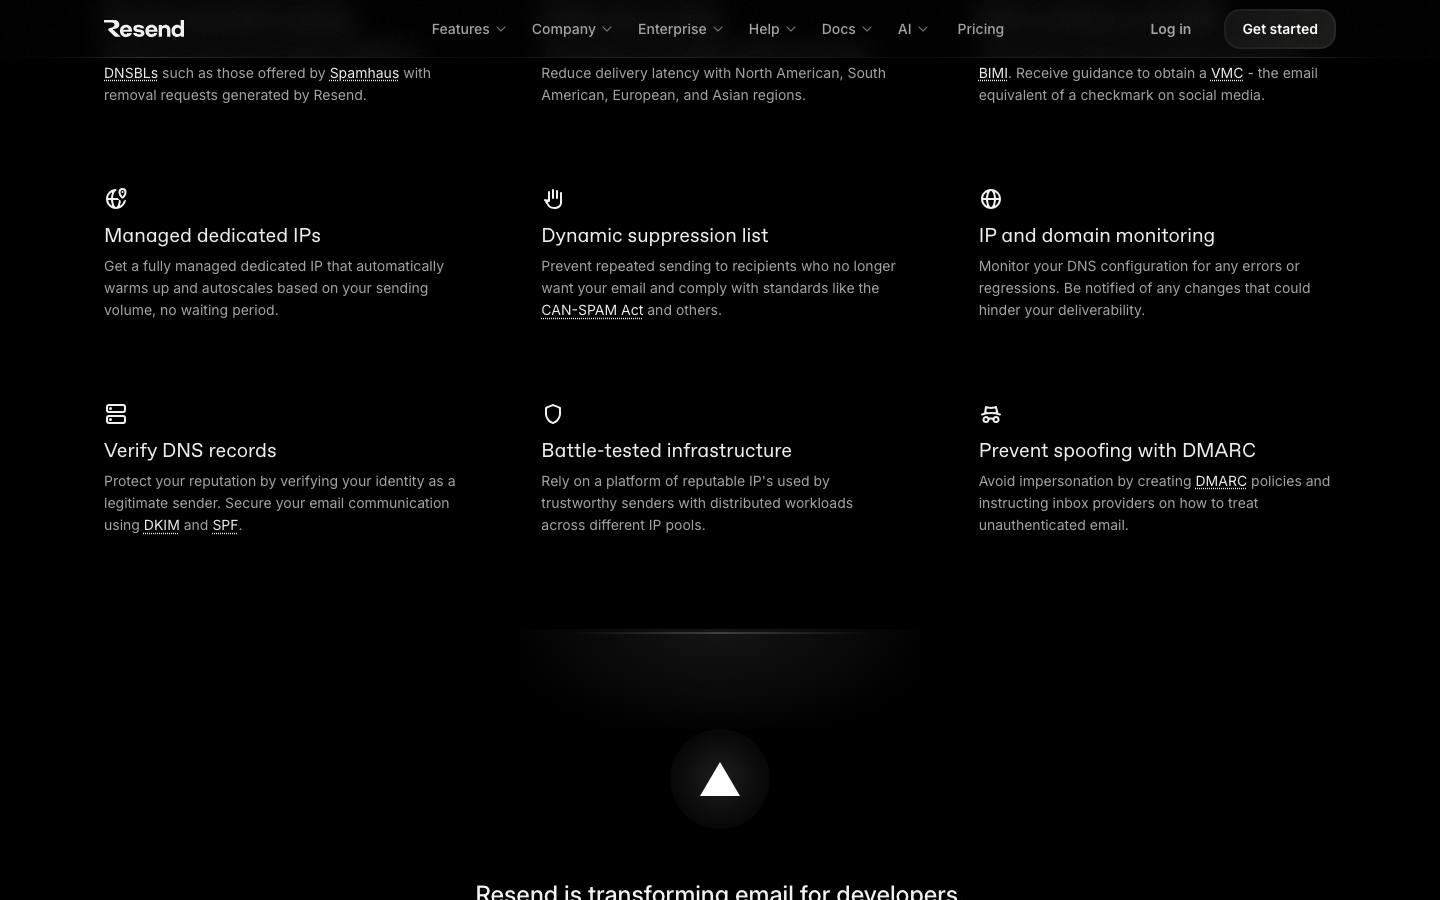 Resend
Features
Company
Enterprise
Help
Docs
AI
Pricing
Log in
Get started
DNSBLs such as those offered by Spamhaus with
removal requests generated by Resend.
Reduce delivery latency with North American, South
American, European, and Asian regions.
BIMI. Receive guidance to obtain a VMC - the email
equivalent of a checkmark on social media.
Managed dedicated IPs
Get a fully managed dedicated IP that automatically
warms up and autoscales based on your sending
volume, no waiting period.
Dynamic suppression list
Prevent repeated sending to recipients who no longer
want your email and comply with standards like the
CAN-SPAM Act and others.
IP and domain monitoring
Monitor your DNS configuration for any errors or
regressions. Be notified of any changes that could
hinder your deliverability.
Verify DNS records
Protect your reputation by verifying your identity as a
legitimate sender. Secure your email communication
using DKIM and SPF.
Battle-tested infrastructure
Rely on a platform of reputable IP's used by
trustworthy senders with distributed workloads
across different IP pools.
Prevent spoofing with DMARC
Avoid impersonation by creating DMARC policies and
instructing inbox providers on how to treat
unauthenticated email.
Resend is transforming email for developers